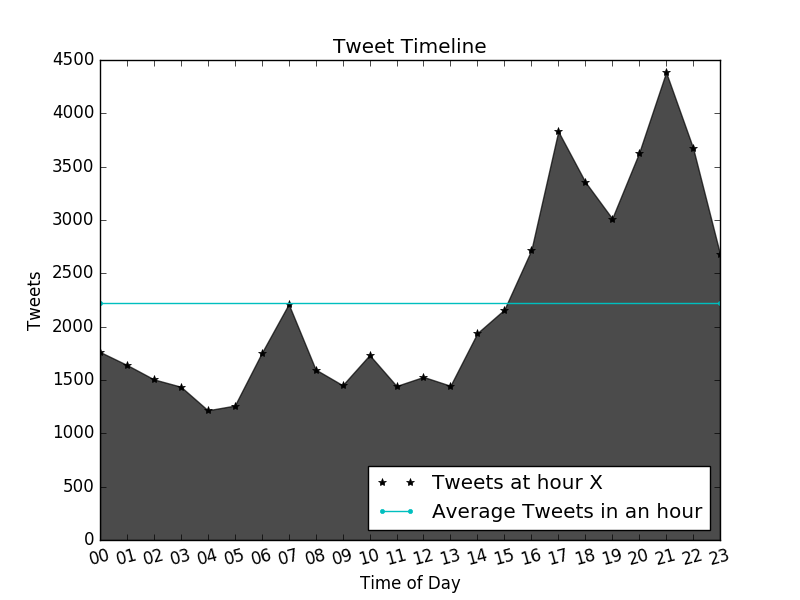 Tweet Timeline
4500
4000
3500
3000
2500
2000
1500
1000
500
0
Tweets
Tweets at hour X
Average Tweets in an hour
00 01 02 03 04 05 06 07 08 09 10 11 12 13 14 15 16 17 18 19 20 21 22 23
Time of Day